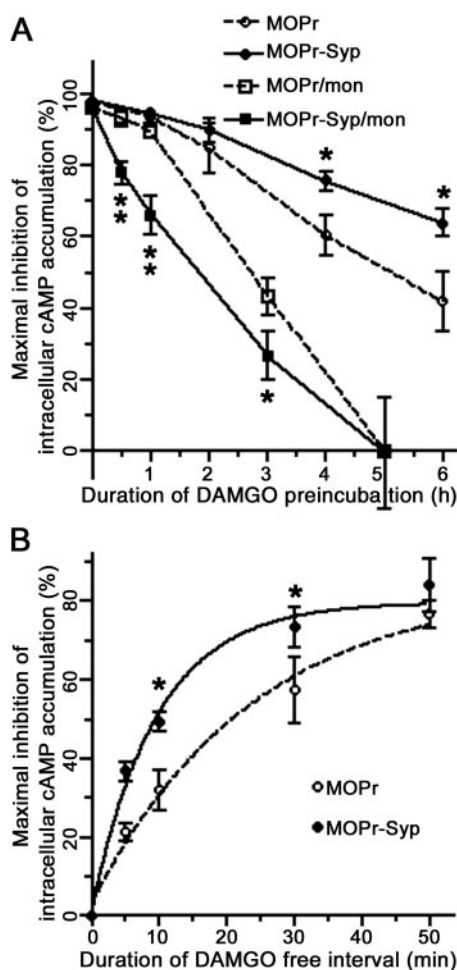 A
MOPr
MOPr-Syp
MOPr/mon
MOPr-Syp/mon
Maximal inhibition of
intracellular cAMP accumulation (%)
100
80
60
40
20
0
*
*
*
*
*
*
*
0 1 2 3 4 5 6
Duration of DAMGO preincubaltion (h)
B
Maximal inhibition of
intracellular cAMP accumulation (%)
80
60
40
20
0
*
*
MOPr
MOPr-Syp
0 10 20 30 40 50
Duration of DAMGO free interval (min)